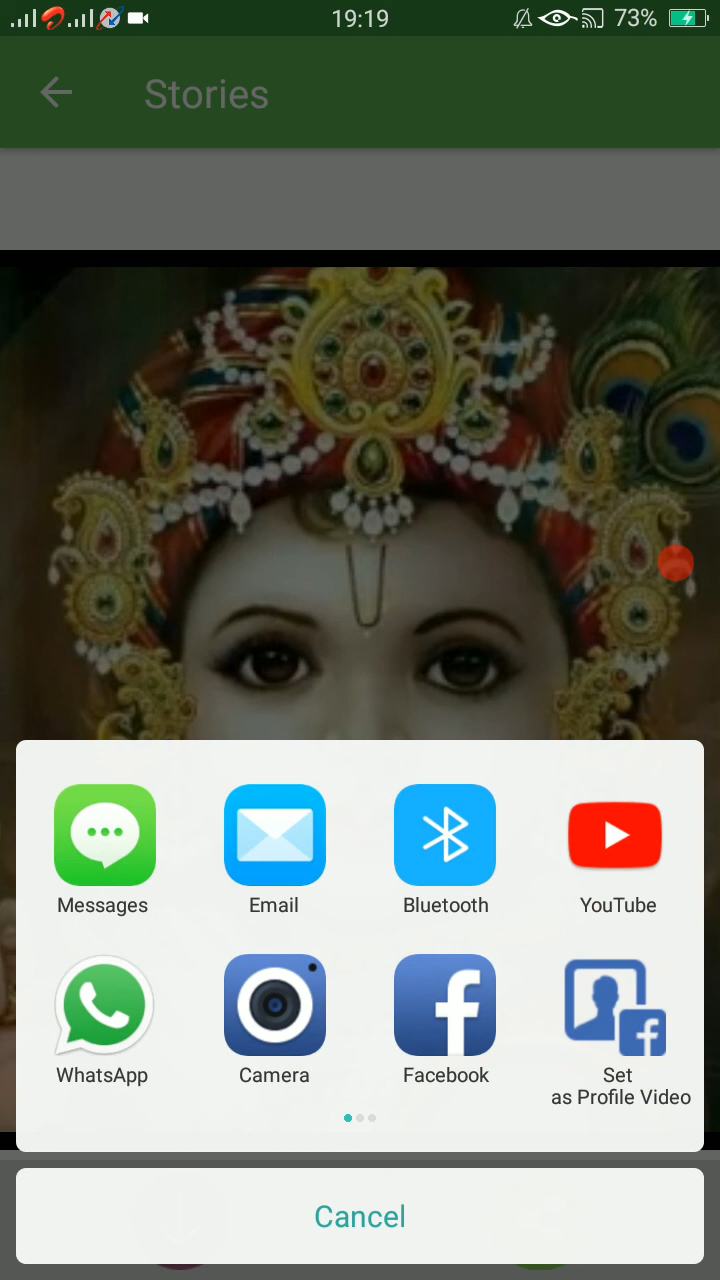 19:19
73%
Stories
Messages
Email
Bluetooth
YouTube
WhatsApp
Camera
Facebook
Set
as Profile Video
Cancel